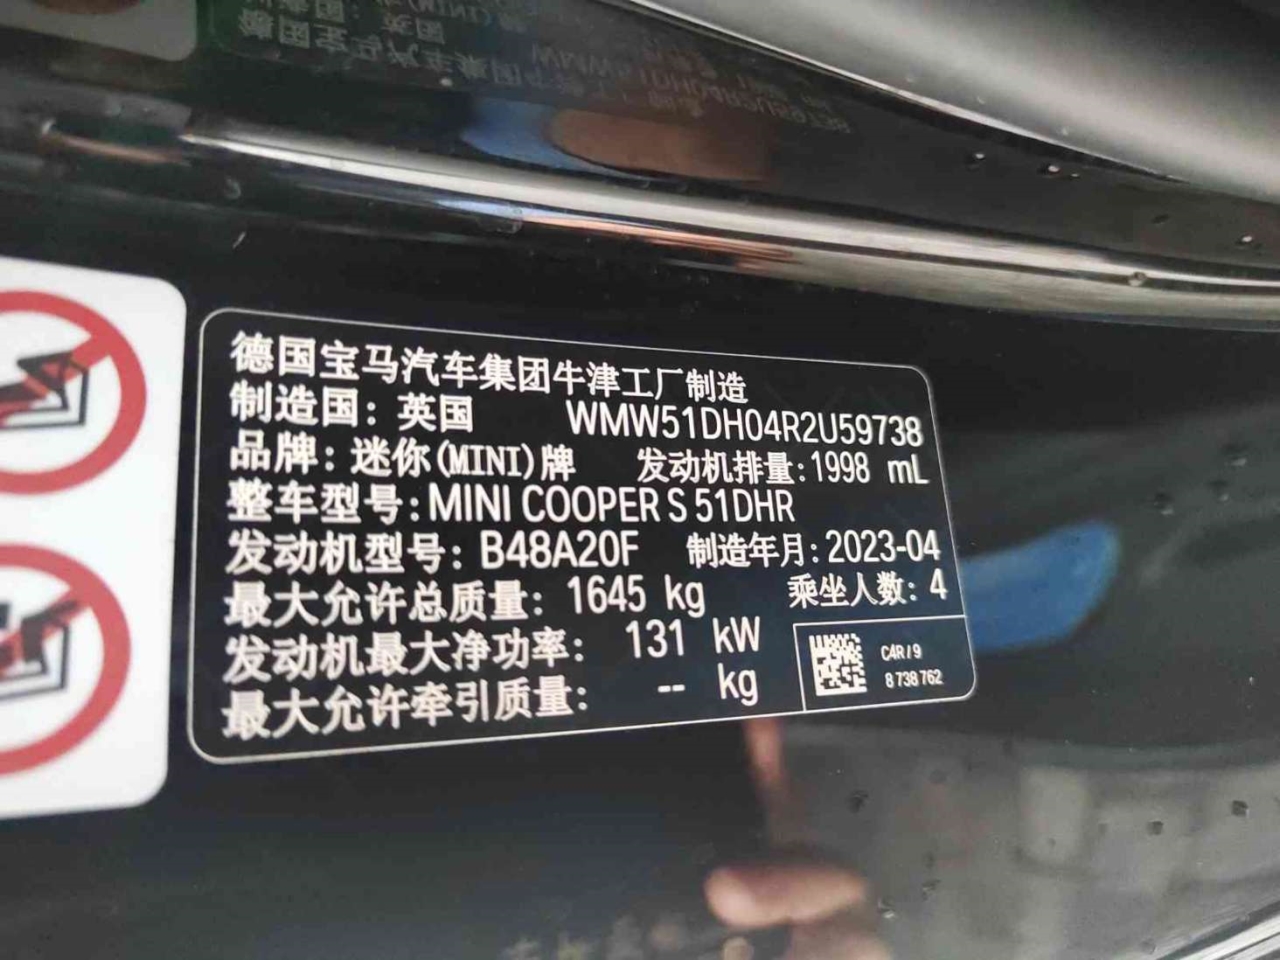 德国宝马汽车集团牛津工厂制造
制造国：英国 WMW51DH04R2U59738
品牌：迷你(MINI)牌 发动机排量：1998 mL
整车型号：MINI COOPER S 51DHR
发动机型号：B48A20F 制造年月：2023-04
最大允许总质量：1645 kg 乘坐人数：4
发动机最大净功率：131 kW
最大允许牵引质量：-- kg
C4R/9
8 738 762